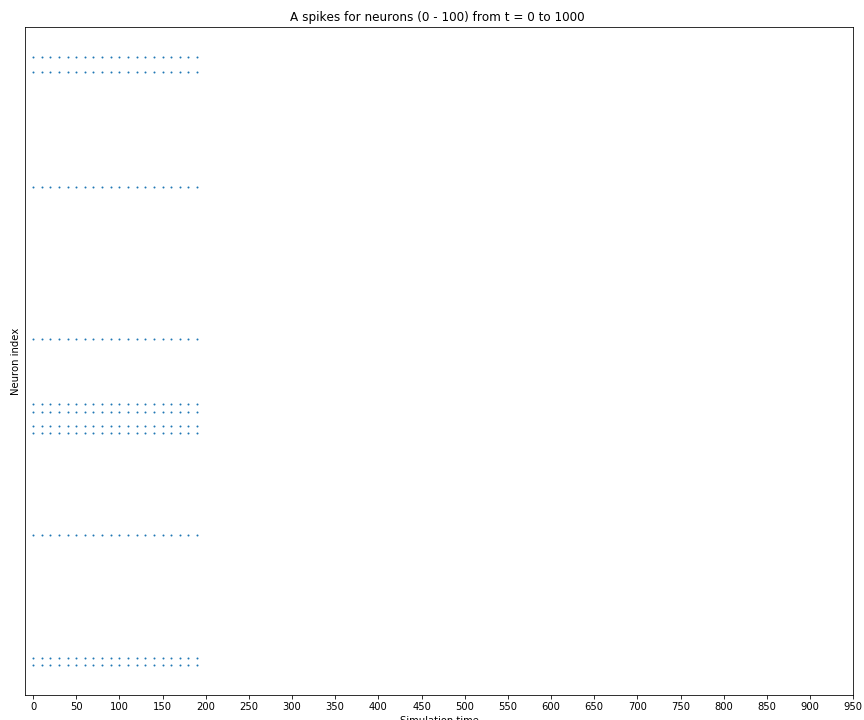 A spikes for neurons (0 - 100) from t = 0 to 1000
Neuron index
0 50 100 150 200 250 300 350 400 450 500 550 600 650 700 750 800 850 900 950
Simulation time